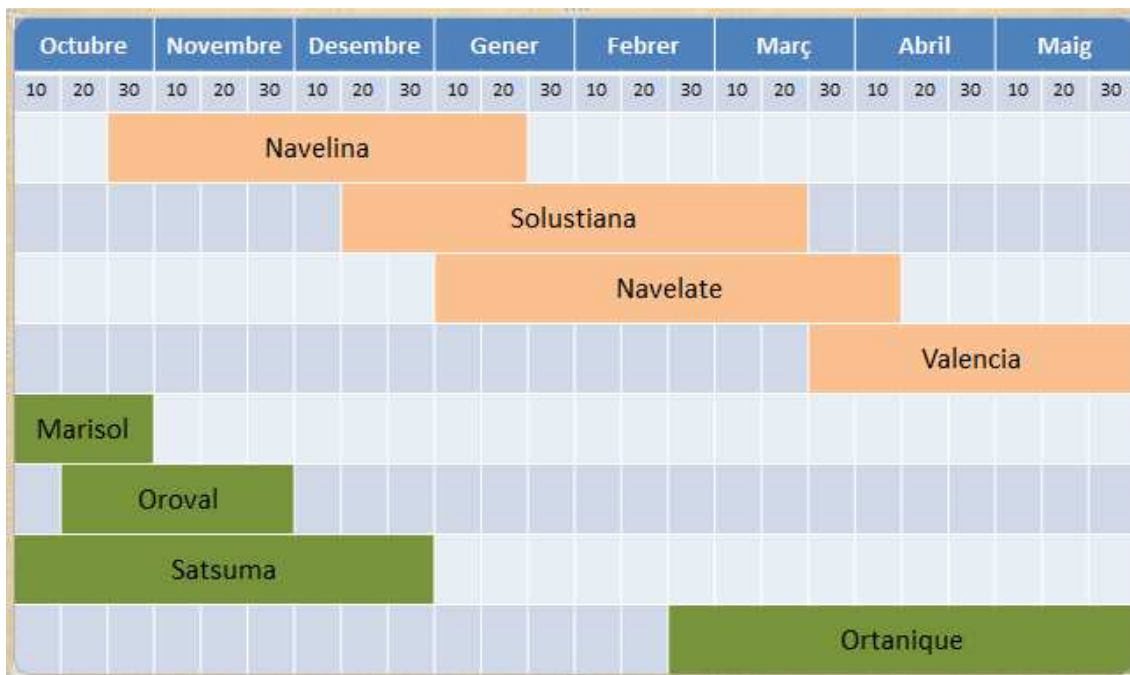 Octubre Novembre Desembre Gener Febrer Març Abril Maig
10 20 30 10 20 30 10 20 30 10 20 30 10 20 30 10 20 30 10 20 30 10 20 30
Navelina
Solustiana
Navelate
Valencia
Marisol
Oroval
Satsuma
Ortanique